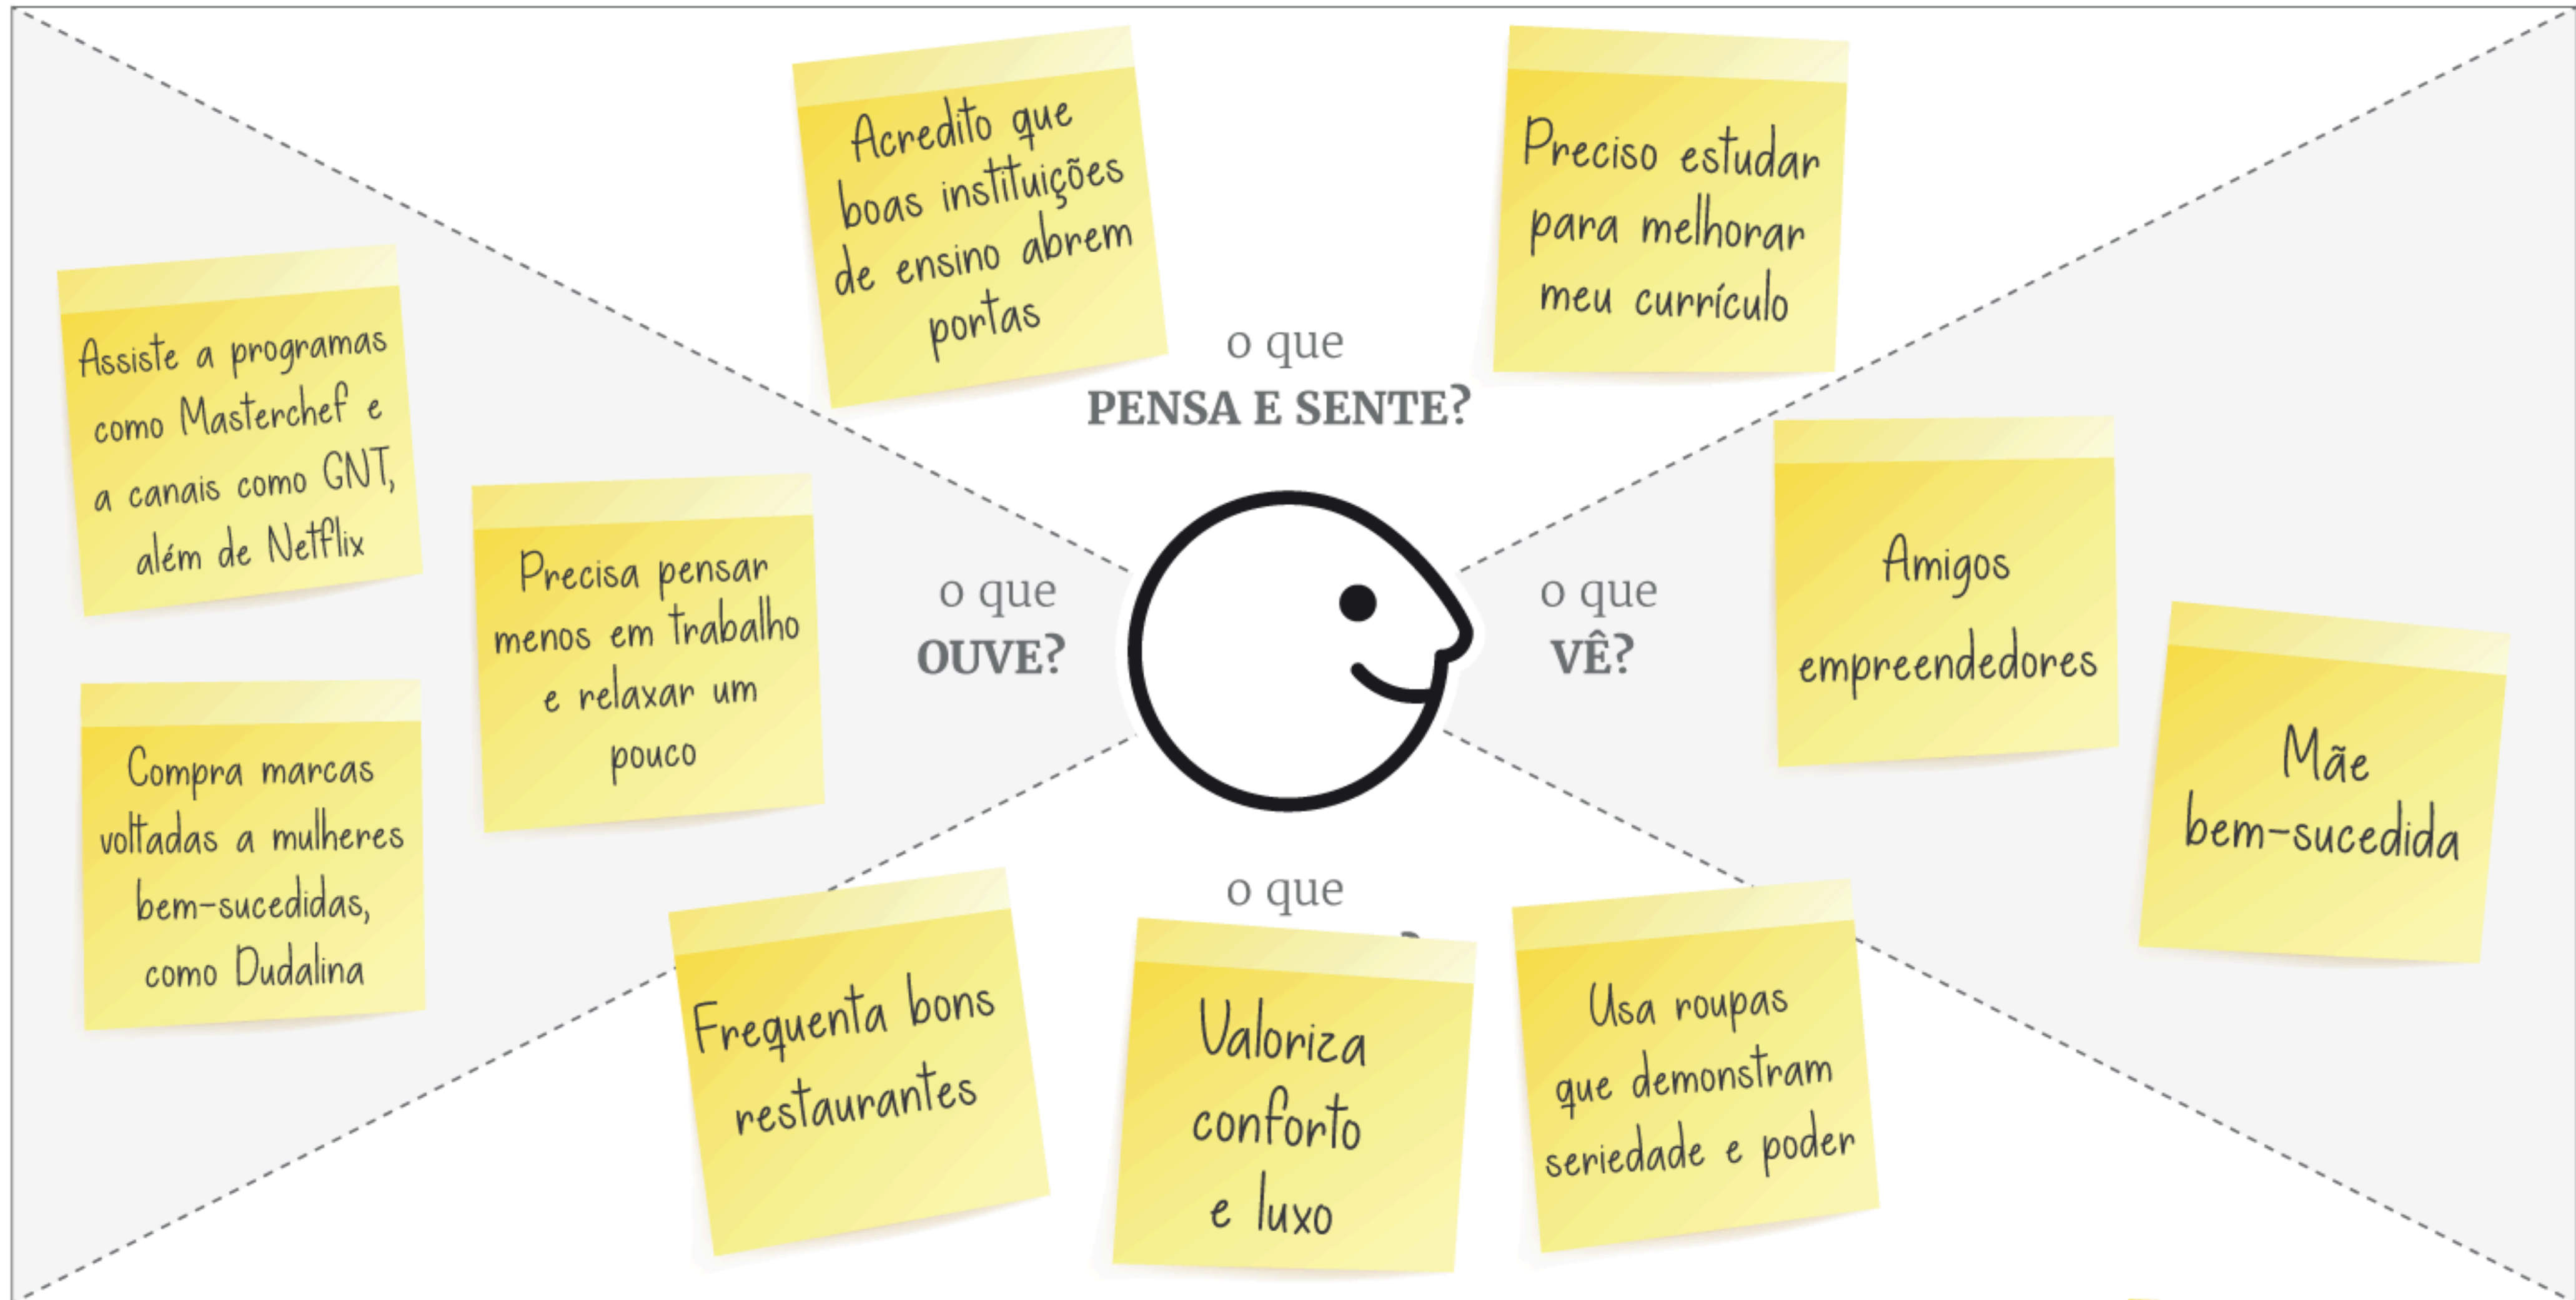 Acredito que
boas instituições
de ensino abrem
portas
Preciso estudar
para melhorar
meu currículo
o que
PENSA E SENTE?
Assiste a programas
como Masterchef e
a canais como GNT,
além de Netflix
Precisa pensar
menos em trabalho
e relaxar um
pouco
Compra marcas
voltadas a mulheres
bem-sucedidas,
como Dudalina
o que
OUVE?
o que
VÊ?
Amigos
empreendedores
Mãe
bem-sucedida
o que
Frequenta bons
restaurantes
Valoriza
conforto
e luxo
Usa roupas
que demonstram
seriedade e poder